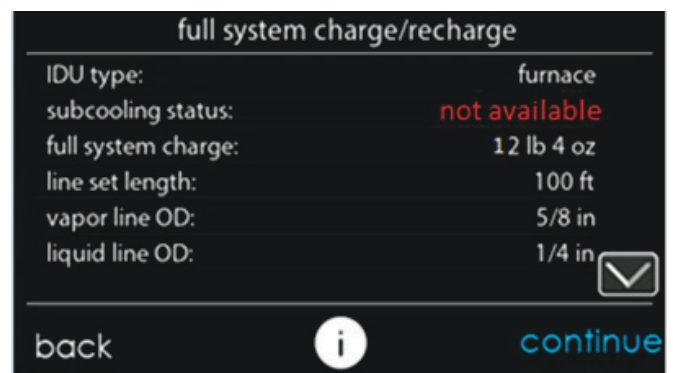 full system charge/recharge
IDU type: furnace
subcooling status: not available
full system charge: 12 lb 4 oz
line set length: 100 ft
vapor line OD: 5/8 in
liquid line OD: 1/4 in
back i continue